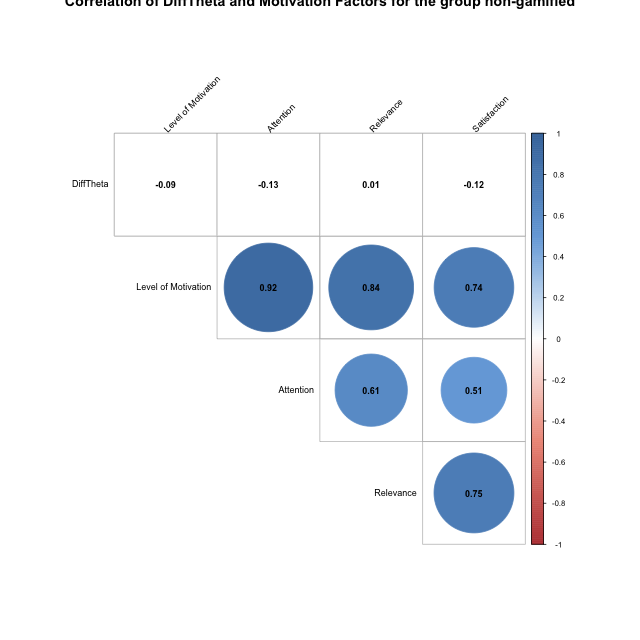 Correlation of DiffTheta and Motivation Factors for the group non-gamified
Level of Motivation
Attention
Relevance
Satisfaction
DiffTheta
-0.09
-0.13
0.01
-0.12
Level of Motivation
0.92
0.84
0.74
Attention
0.61
0.51
Relevance
0.75
1
0.8
0.6
0.4
0.2
0
-0.2
-0.4
-0.6
-0.8
-1